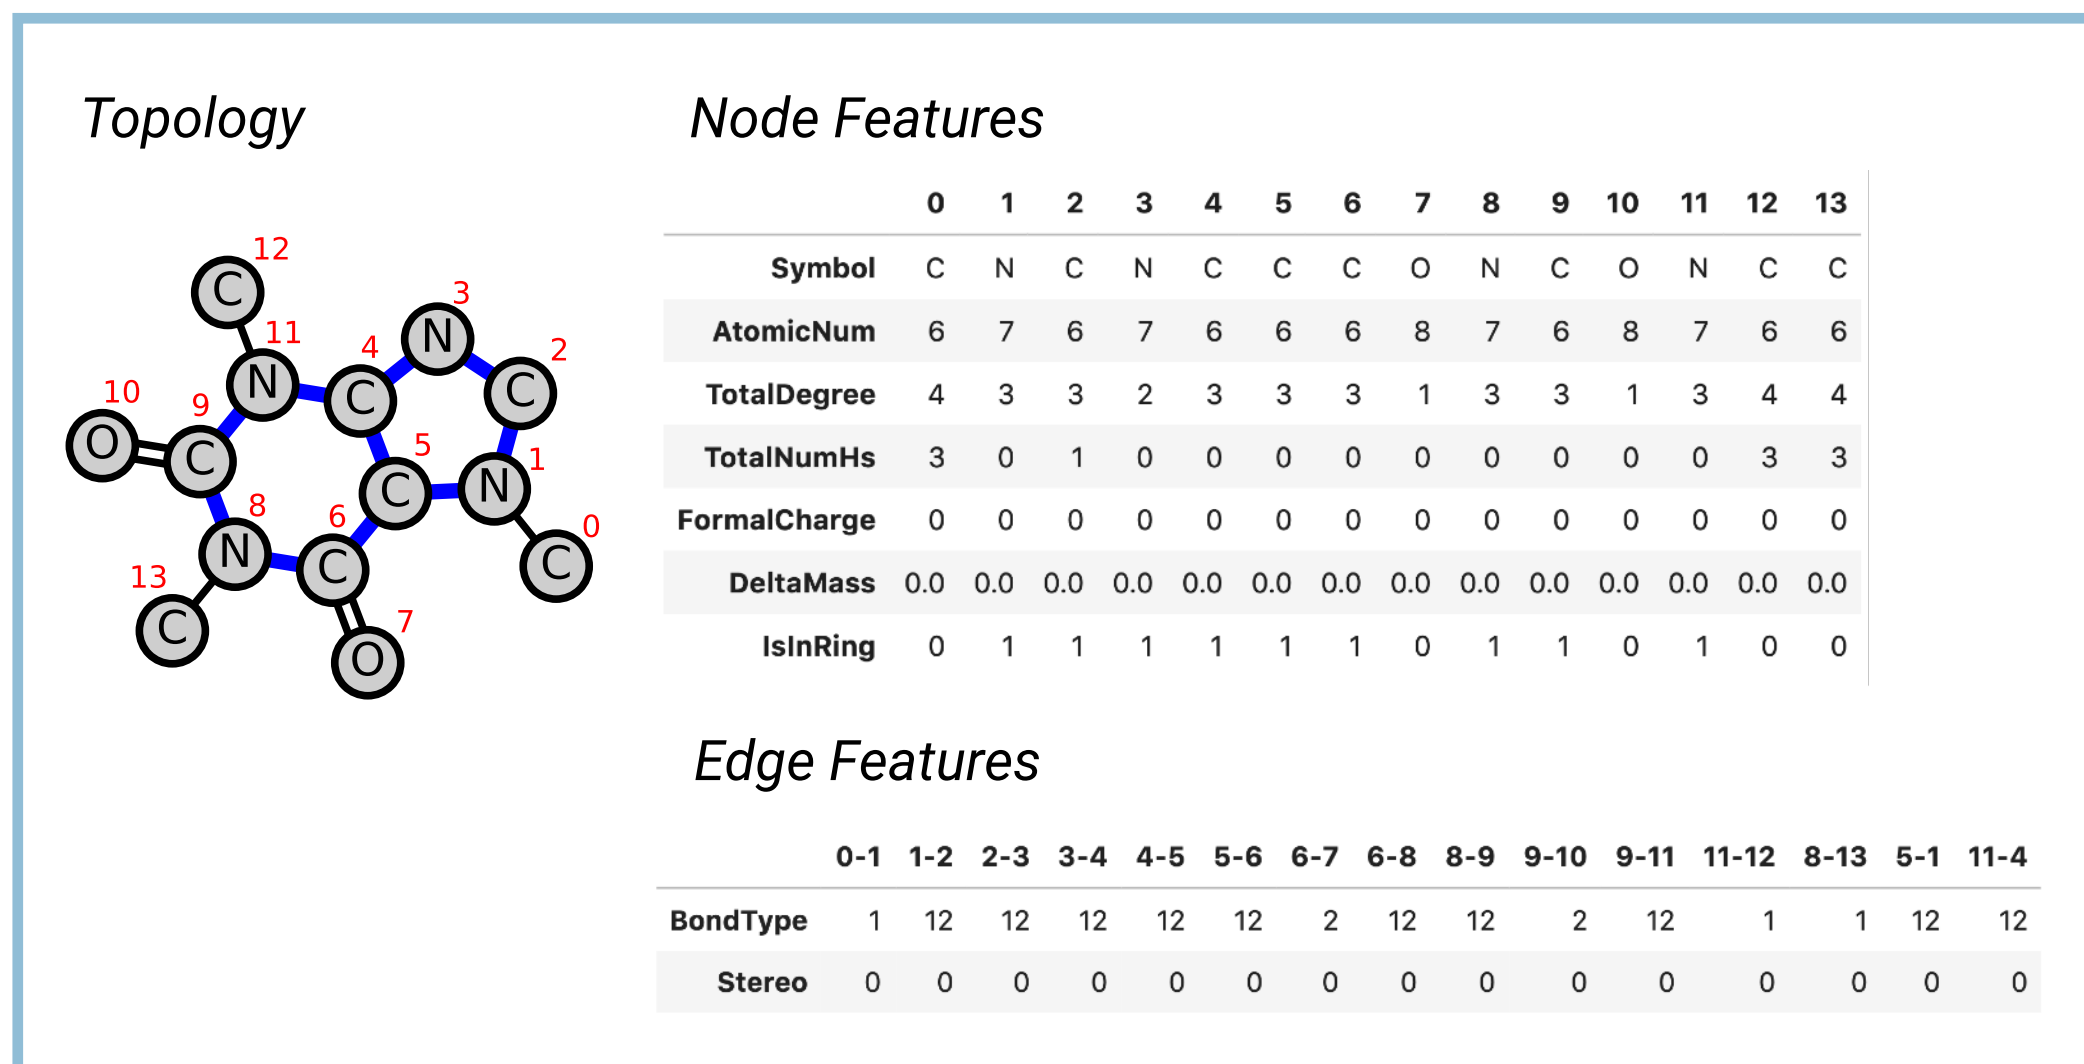 Topology
12
C
11
N
10
O
9
C
4
C
3
N
2
C
5
C
1
N
0
C
8
N
6
C
13
C
7
O
Node Features
0 1 2 3 4 5 6 7 8 9 10 11 12 13
Symbol C N C N C C C O N C O N C C
AtomicNum 6 7 6 7 6 6 6 8 7 6 8 7 6 6
TotalDegree 4 3 3 2 3 3 3 1 3 3 1 3 4 4
TotalNumHs 3 0 1 0 0 0 0 0 0 0 0 0 3 3
FormalCharge 0 0 0 0 0 0 0 0 0 0 0 0 0 0
DeltaMass 0.0 0.0 0.0 0.0 0.0 0.0 0.0 0.0 0.0 0.0 0.0 0.0 0.0 0.0
IsInRing 0 1 1 1 1 1 1 0 1 1 0 1 0 0
Edge Features
0-1 1-2 2-3 3-4 4-5 5-6 6-7 6-8 8-9 9-10 9-11 11-12 8-13 5-1 11-4
BondType 1 12 12 12 12 12 2 12 12 2 12 1 1 12 12
Stereo 0 0 0 0 0 0 0 0 0 0 0 0 0 0 0